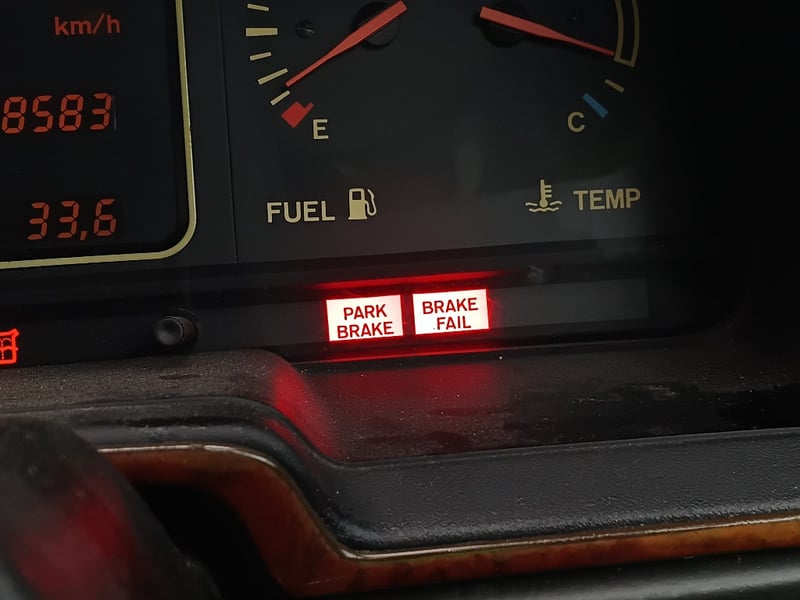 km/h
8583
33,6
E
C
FUEL
TEMP
PARK
BRAKE
BRAKE
FAIL